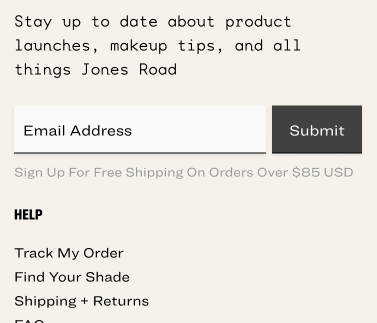 Stay up to date about product
launches, makeup tips, and all
things Jones Road
Email Address
Submit
Sign Up For Free Shipping On Orders Over $85 USD
HELP
Track My Order
Find Your Shade
Shipping + Returns
FAQ